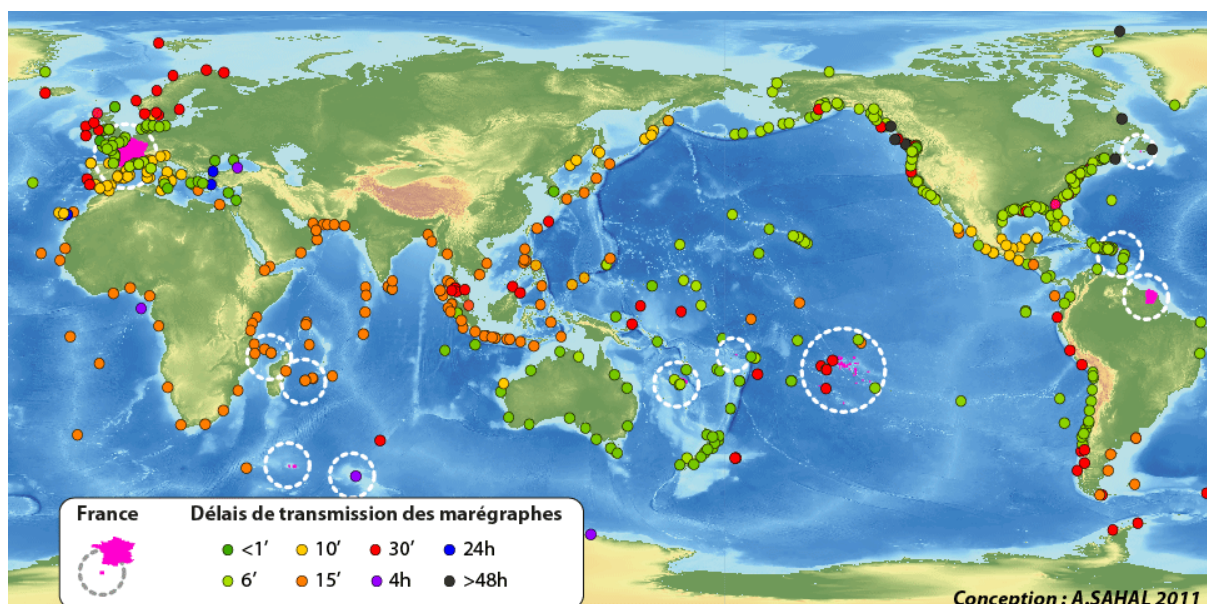 France
Délais de transmission des marégraphes
<1’ 10’ 30’ 24h
6’ 15’ 4h >48h
Conception : A.SAHAL 2011